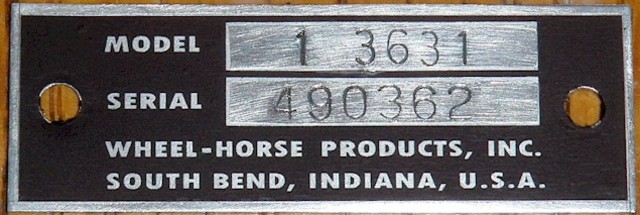 MODEL 1 3631
SERIAL 490362
WHEEL-HORSE PRODUCTS, INC.
SOUTH BEND, INDIANA, U.S.A.